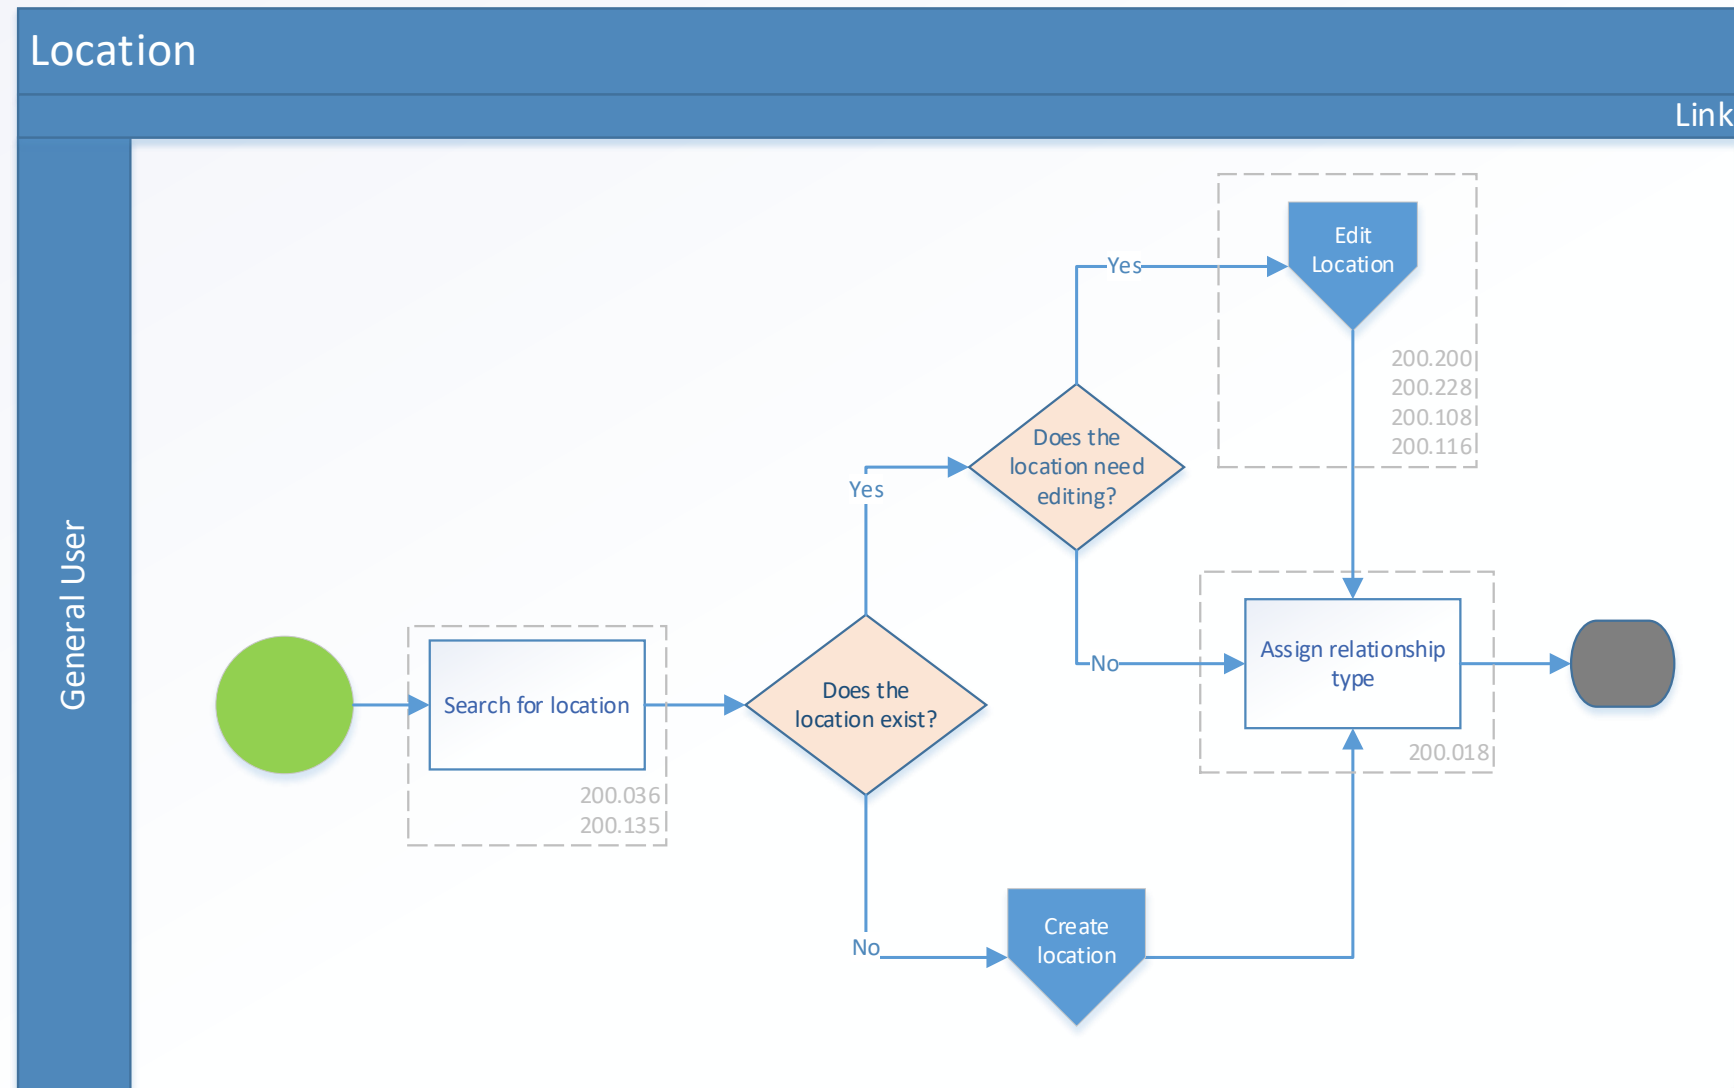 Location
Link
General User
Edit
Location
Yes
200.200
200.228
200.108
200.116
Does the
location need
editing?
Yes
No
Assign relationship
type
200.018
Search for location
200.036
200.135
Does the
location exist?
No
Create
location